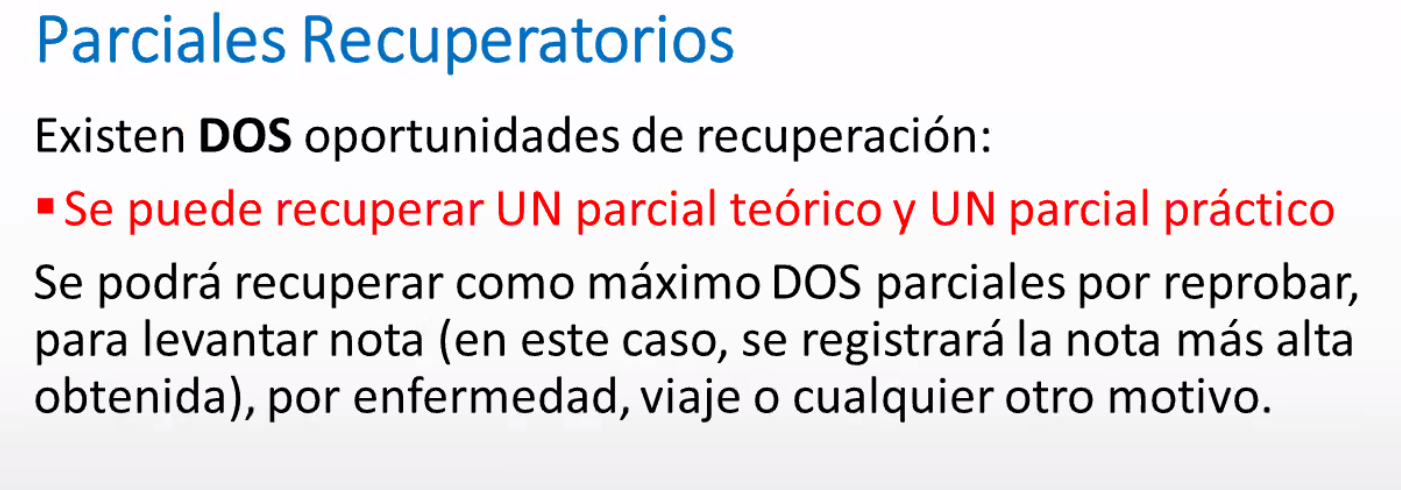 Parciales Recuperatorios
Existen DOS oportunidades de recuperación:
▪ Se puede recuperar UN parcial teórico y UN parcial práctico
Se podrá recuperar como máximo DOS parciales por reprobar,
para levantar nota (en este caso, se registrará la nota más alta
obtenida), por enfermedad, viaje o cualquier otro motivo.